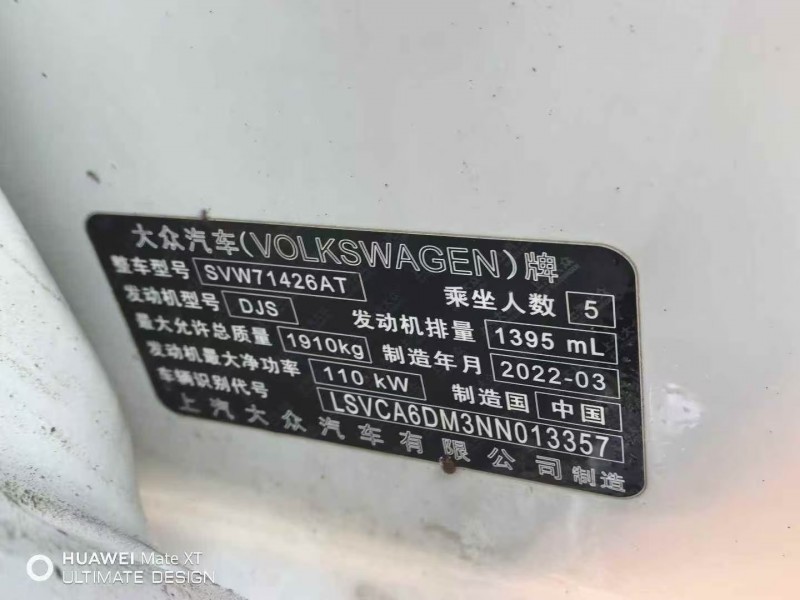 大众汽车(VOLKSWAGEN)牌
整车型号 SVW71426AT 乘坐人数 5
发动机型号 DJS 发动机排量 1395 mL
最大允许总质量 1910kg 制造年月 2022-03
发动机最大净功率 110 kW 制造国 中国
车辆识别代号 LSVCA6DM3NN013357
上汽大众汽车有限公司制造
HUAWEI Mate XT
ULTIMATE DESIGN